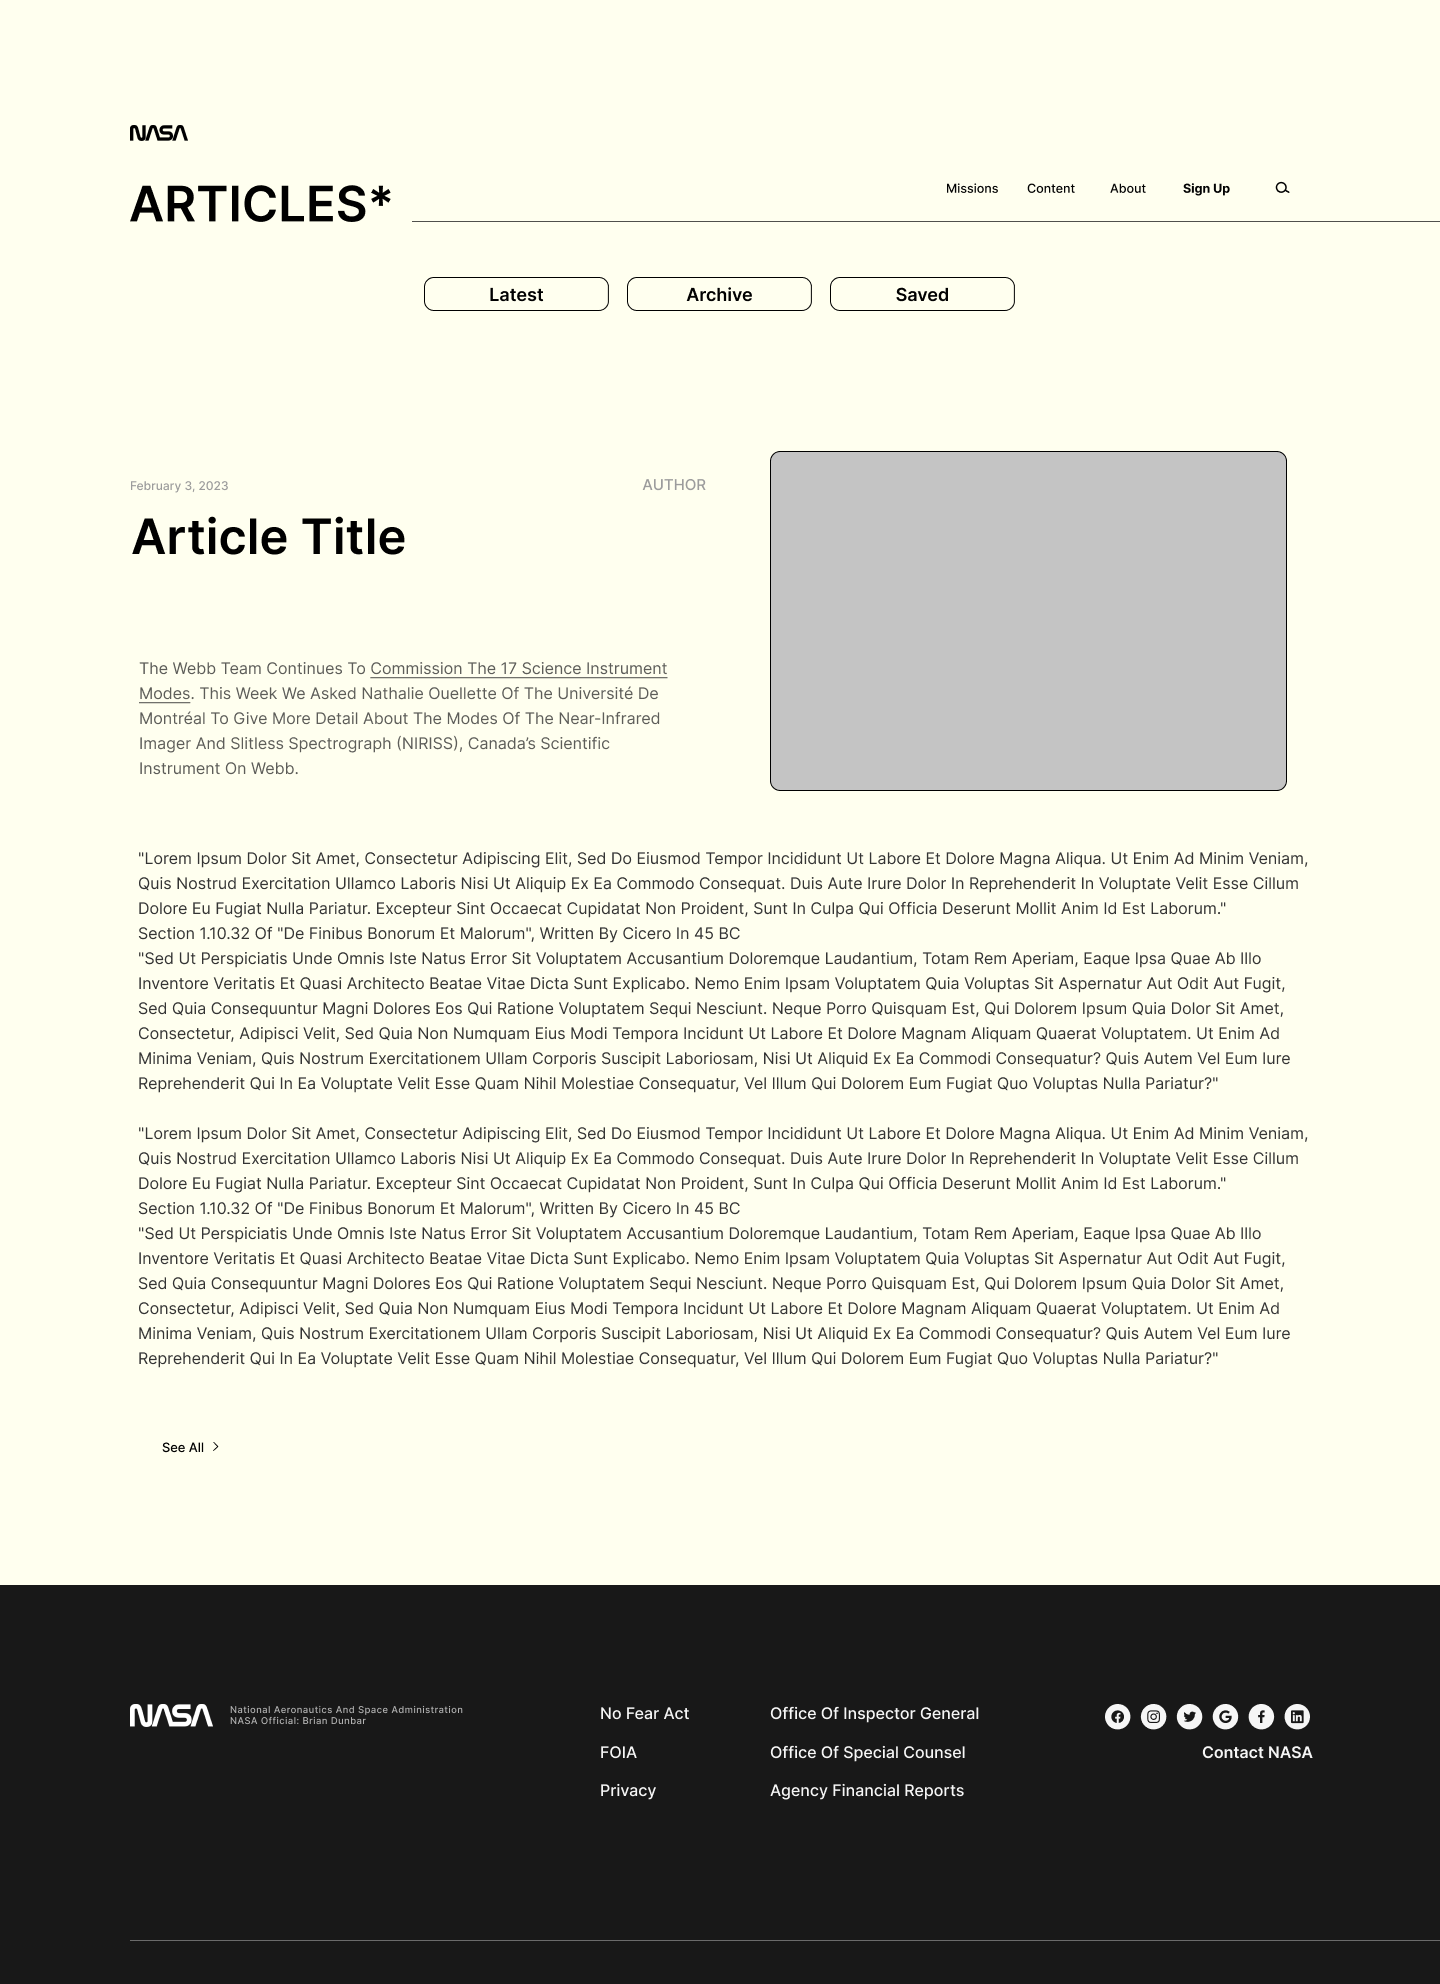 NASA
ARTICLES*
Missions Content About Sign Up
Latest Archive Saved
February 3, 2023
AUTHOR
Article Title
The Webb Team Continues To Commission The 17 Science Instrument
Modes. This Week We Asked Nathalie Ouellette Of The Université De
Montréal To Give More Detail About The Modes Of The Near-Infrared
Imager And Slitless Spectrograph (NIRISS), Canada’s Scientific
Instrument On Webb.
"Lorem Ipsum Dolor Sit Amet, Consectetur Adipiscing Elit, Sed Do Eiusmod Tempor Incididunt Ut Labore Et Dolore Magna Aliqua. Ut Enim Ad Minim Veniam,
Quis Nostrud Exercitation Ullamco Laboris Nisi Ut Aliquip Ex Ea Commodo Consequat. Duis Aute Irure Dolor In Reprehenderit In Voluptate Velit Esse Cillum
Dolore Eu Fugiat Nulla Pariatur. Excepteur Sint Occaecat Cupidatat Non Proident, Sunt In Culpa Qui Officia Deserunt Mollit Anim Id Est Laborum."
Section 1.10.32 Of "De Finibus Bonorum Et Malorum", Written By Cicero In 45 BC
"Sed Ut Perspiciatis Unde Omnis Iste Natus Error Sit Voluptatem Accusantium Doloremque Laudantium, Totam Rem Aperiam, Eaque Ipsa Quae Ab Illo
Inventore Veritatis Et Quasi Architecto Beatae Vitae Dicta Sunt Explicabo. Nemo Enim Ipsam Voluptatem Quia Voluptas Sit Aspernatur Aut Odit Aut Fugit,
Sed Quia Consequuntur Magni Dolores Eos Qui Ratione Voluptatem Sequi Nesciunt. Neque Porro Quisquam Est, Qui Dolorem Ipsum Quia Dolor Sit Amet,
Consectetur, Adipisci Velit, Sed Quia Non Numquam Eius Modi Tempora Incidunt Ut Labore Et Dolore Magnam Aliquam Quaerat Voluptatem. Ut Enim Ad
Minima Veniam, Quis Nostrum Exercitationem Ullam Corporis Suscipit Laboriosam, Nisi Ut Aliquid Ex Ea Commodi Consequatur? Quis Autem Vel Eum Iure
Reprehenderit Qui In Ea Voluptate Velit Esse Quam Nihil Molestiae Consequatur, Vel Illum Qui Dolorem Eum Fugiat Quo Voluptas Nulla Pariatur?"
"Lorem Ipsum Dolor Sit Amet, Consectetur Adipiscing Elit, Sed Do Eiusmod Tempor Incididunt Ut Labore Et Dolore Magna Aliqua. Ut Enim Ad Minim Veniam,
Quis Nostrud Exercitation Ullamco Laboris Nisi Ut Aliquip Ex Ea Commodo Consequat. Duis Aute Irure Dolor In Reprehenderit In Voluptate Velit Esse Cillum
Dolore Eu Fugiat Nulla Pariatur. Excepteur Sint Occaecat Cupidatat Non Proident, Sunt In Culpa Qui Officia Deserunt Mollit Anim Id Est Laborum."
Section 1.10.32 Of "De Finibus Bonorum Et Malorum", Written By Cicero In 45 BC
"Sed Ut Perspiciatis Unde Omnis Iste Natus Error Sit Voluptatem Accusantium Doloremque Laudantium, Totam Rem Aperiam, Eaque Ipsa Quae Ab Illo
Inventore Veritatis Et Quasi Architecto Beatae Vitae Dicta Sunt Explicabo. Nemo Enim Ipsam Voluptatem Quia Voluptas Sit Aspernatur Aut Odit Aut Fugit,
Sed Quia Consequuntur Magni Dolores Eos Qui Ratione Voluptatem Sequi Nesciunt. Neque Porro Quisquam Est, Qui Dolorem Ipsum Quia Dolor Sit Amet,
Consectetur, Adipisci Velit, Sed Quia Non Numquam Eius Modi Tempora Incidunt Ut Labore Et Dolore Magnam Aliquam Quaerat Voluptatem. Ut Enim Ad
Minima Veniam, Quis Nostrum Exercitationem Ullam Corporis Suscipit Laboriosam, Nisi Ut Aliquid Ex Ea Commodi Consequatur? Quis Autem Vel Eum Iure
Reprehenderit Qui In Ea Voluptate Velit Esse Quam Nihil Molestiae Consequatur, Vel Illum Qui Dolorem Eum Fugiat Quo Voluptas Nulla Pariatur?"
See All
NASA
National Aeronautics And Space Administration
NASA Official: Brian Dunbar
No Fear Act
FOIA
Privacy
Office Of Inspector General
Office Of Special Counsel
Agency Financial Reports
Contact NASA